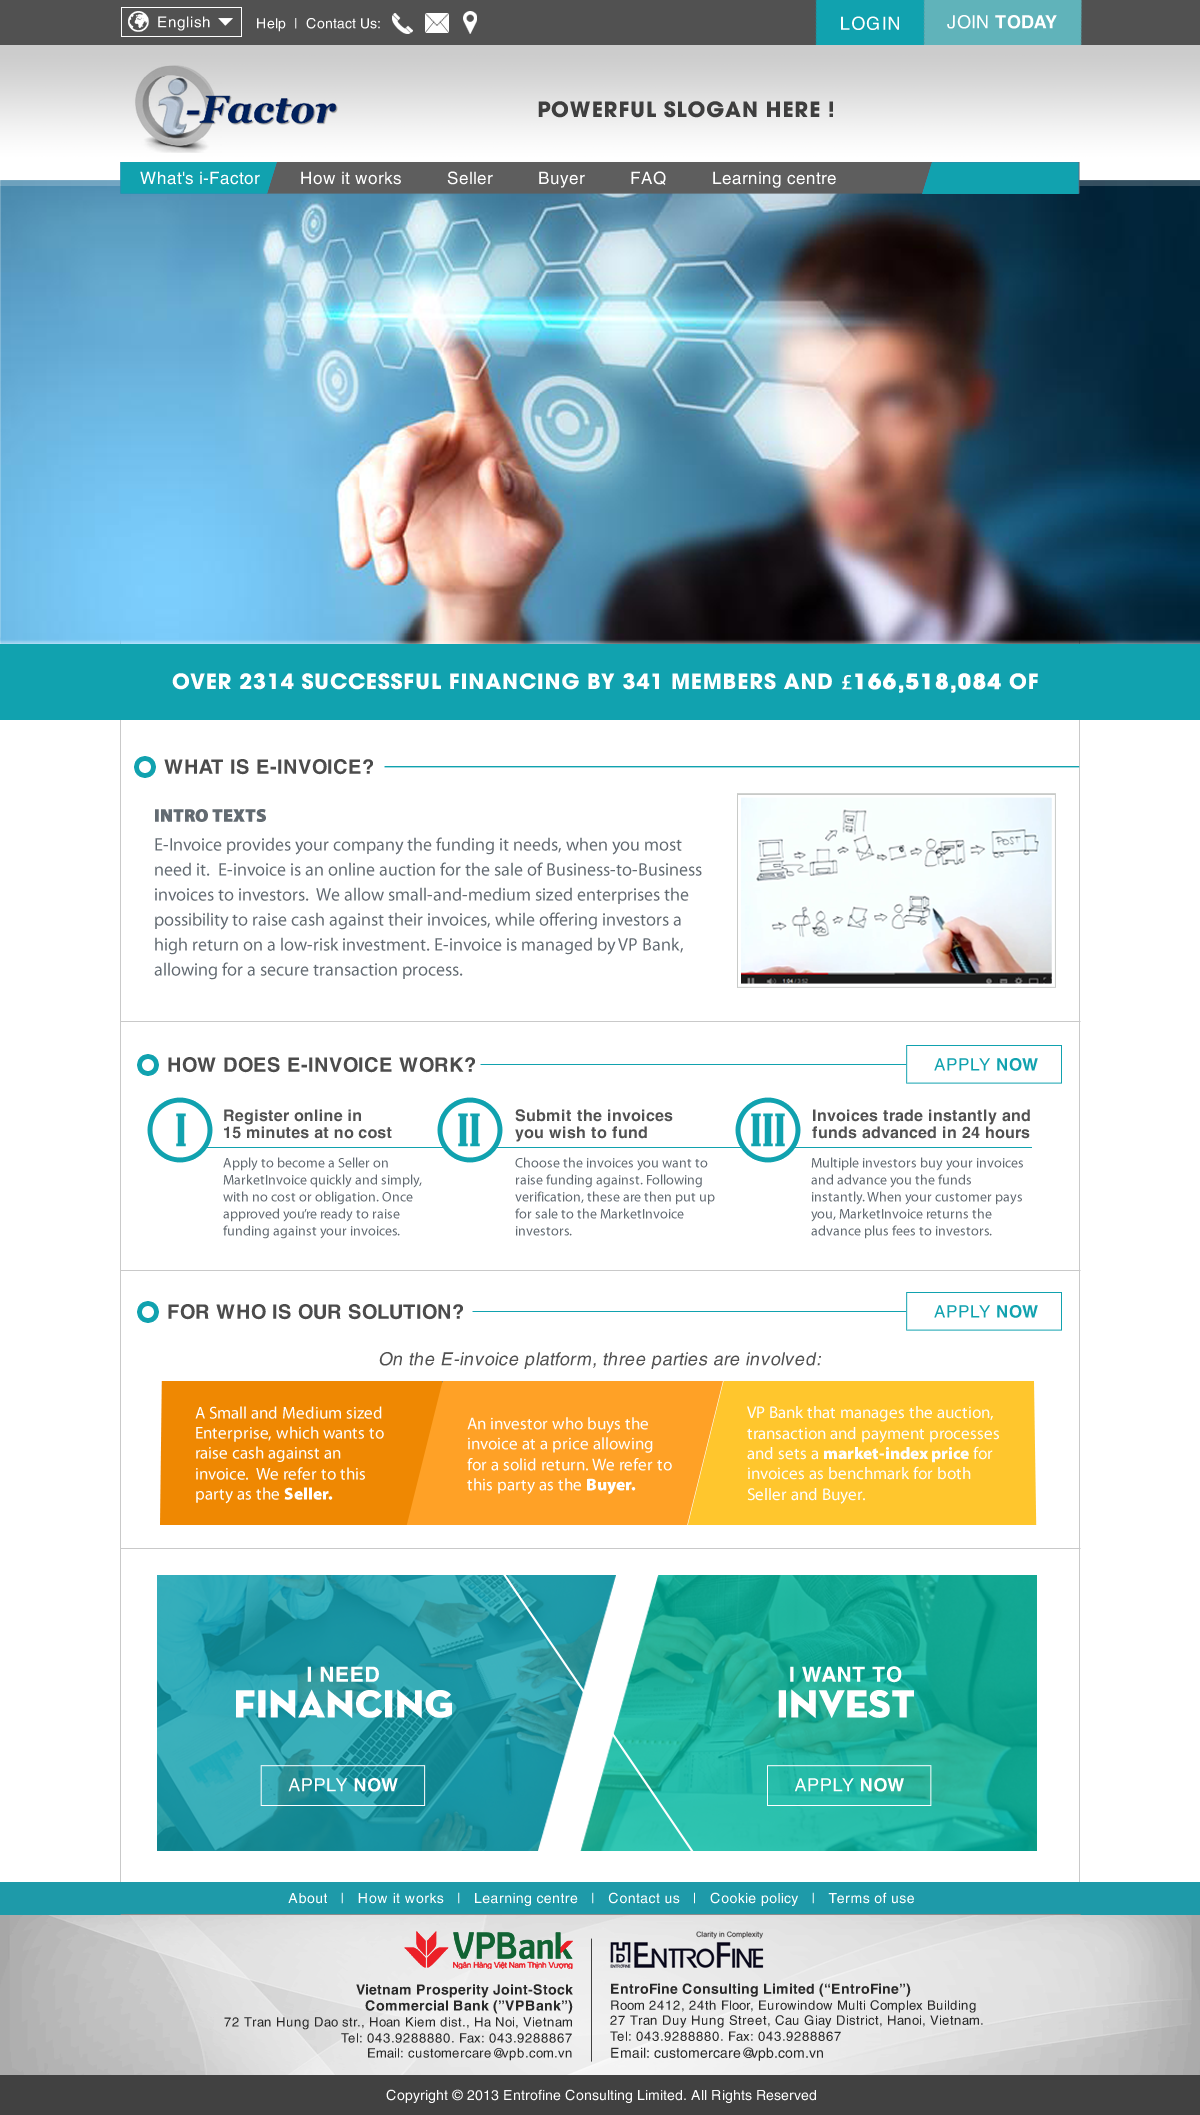 English
Help | Contact Us:
LOGIN
JOIN TODAY
i-Factor
POWERFUL SLOGAN HERE !
What's i-Factor
How it works
Seller
Buyer
FAQ
Learning centre
OVER 2314 SUCCESSFUL FINANCING BY 341 MEMBERS AND £166,518,084 OF
WHAT IS E-INVOICE?
INTRO TEXTS
E-Invoice provides your company the funding it needs, when you most
need it. E-invoice is an online auction for the sale of Business-to-Business
invoices to investors. We allow small-and-medium sized enterprises the
possibility to raise cash against their invoices, while offering investors a
high return on a low-risk investment. E-invoice is managed by VP Bank,
allowing for a secure transaction process.
POST
HOW DOES E-INVOICE WORK?
APPLY NOW
I
Register online in
15 minutes at no cost
Apply to become a Seller on
MarketInvoice quickly and simply,
with no cost or obligation. Once
approved you're ready to raise
funding against your invoices.
II
Submit the invoices
you wish to fund
Choose the invoices you want to
raise funding against. Following
verification, these are then put up
for sale to the MarketInvoice
investors.
III
Invoices trade instantly and
funds advanced in 24 hours
Multiple investors buy your invoices
and advance you the funds
instantly. When your customer pays
you, MarketInvoice returns the
advance plus fees to investors.
FOR WHO IS OUR SOLUTION?
APPLY NOW
On the E-invoice platform, three parties are involved:
A Small and Medium sized
Enterprise, which wants to
raise cash against an
invoice. We refer to this
party as the Seller.
An investor who buys the
invoice at a price allowing
for a solid return. We refer to
this party as the Buyer.
VP Bank that manages the auction,
transaction and payment processes
and sets a market-index price for
invoices as benchmark for both
Seller and Buyer.
I NEED
FINANCING
APPLY NOW
I WANT TO
INVEST
APPLY NOW
About | How it works | Learning centre | Contact us | Cookie policy | Terms of use
VPBank
Ngân Hàng Việt Nam Thịnh Vượng
Vietnam Prosperity Joint-Stock
Commercial Bank ("VPBank")
72 Tran Hung Dao str., Hoan Kiem dist., Ha Noi, Vietnam
Tel: 043.9288880. Fax: 043.9288867
Email: customercare@vpb.com.vn
Clarity in Complexity
ENTROFINE
EntroFine Consulting Limited ("EntroFine")
Room 2412, 24th Floor, Eurowindow Multi Complex Building
27 Tran Duy Hung Street, Cau Giay District, Hanoi, Vietnam.
Tel: 043.9288880. Fax: 043.9288867
Email: customercare@vpb.com.vn
Copyright © 2013 Entrofine Consulting Limited. All Rights Reserved